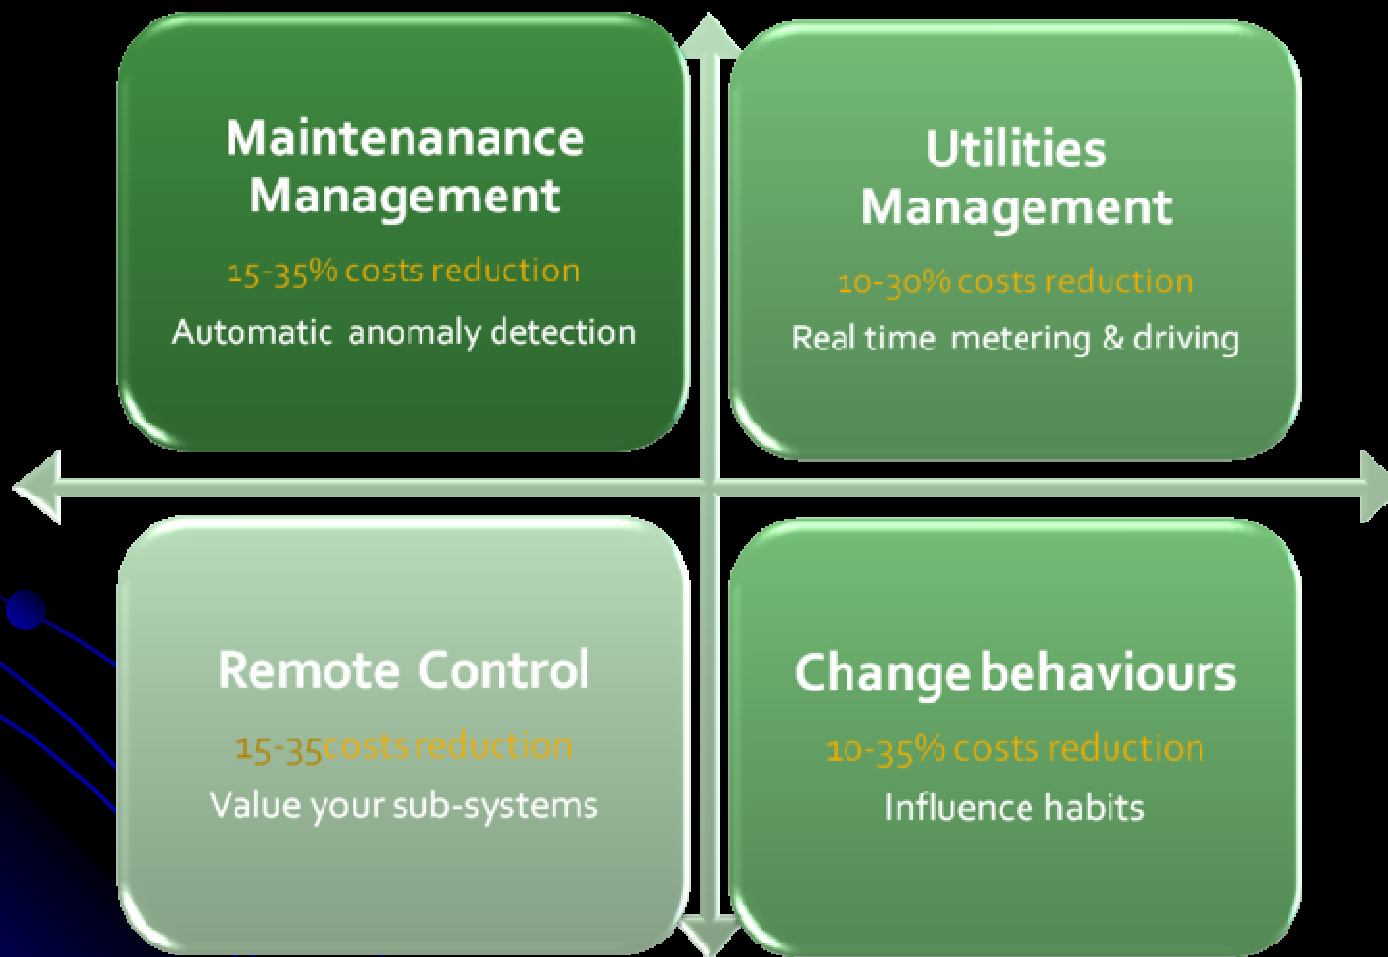 Maintenanance
Management
15-35% costs reduction
Automatic anomaly detection
Utilities
Management
10-30% costs reduction
Real time metering & driving
Remote Control
15-35costs reduction
Value your sub-systems
Change behaviours
10-35% costs reduction
Influence habits